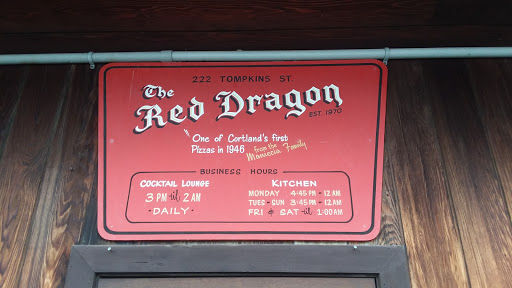 222 TOMPKINS ST.
The
Red Dragon
EST. 1970
"One of Cortland's first
Pizzas in 1946
from the
Family
BUSINESS HOURS
COCKTAIL LOUNGE
3 PM til 2 AM
· DAILY ·
KITCHEN
MONDAY 4:45 PM - 12 AM
TUES - SUN 3:45 PM - 12 AM
FRI & SAT til 1:00 AM